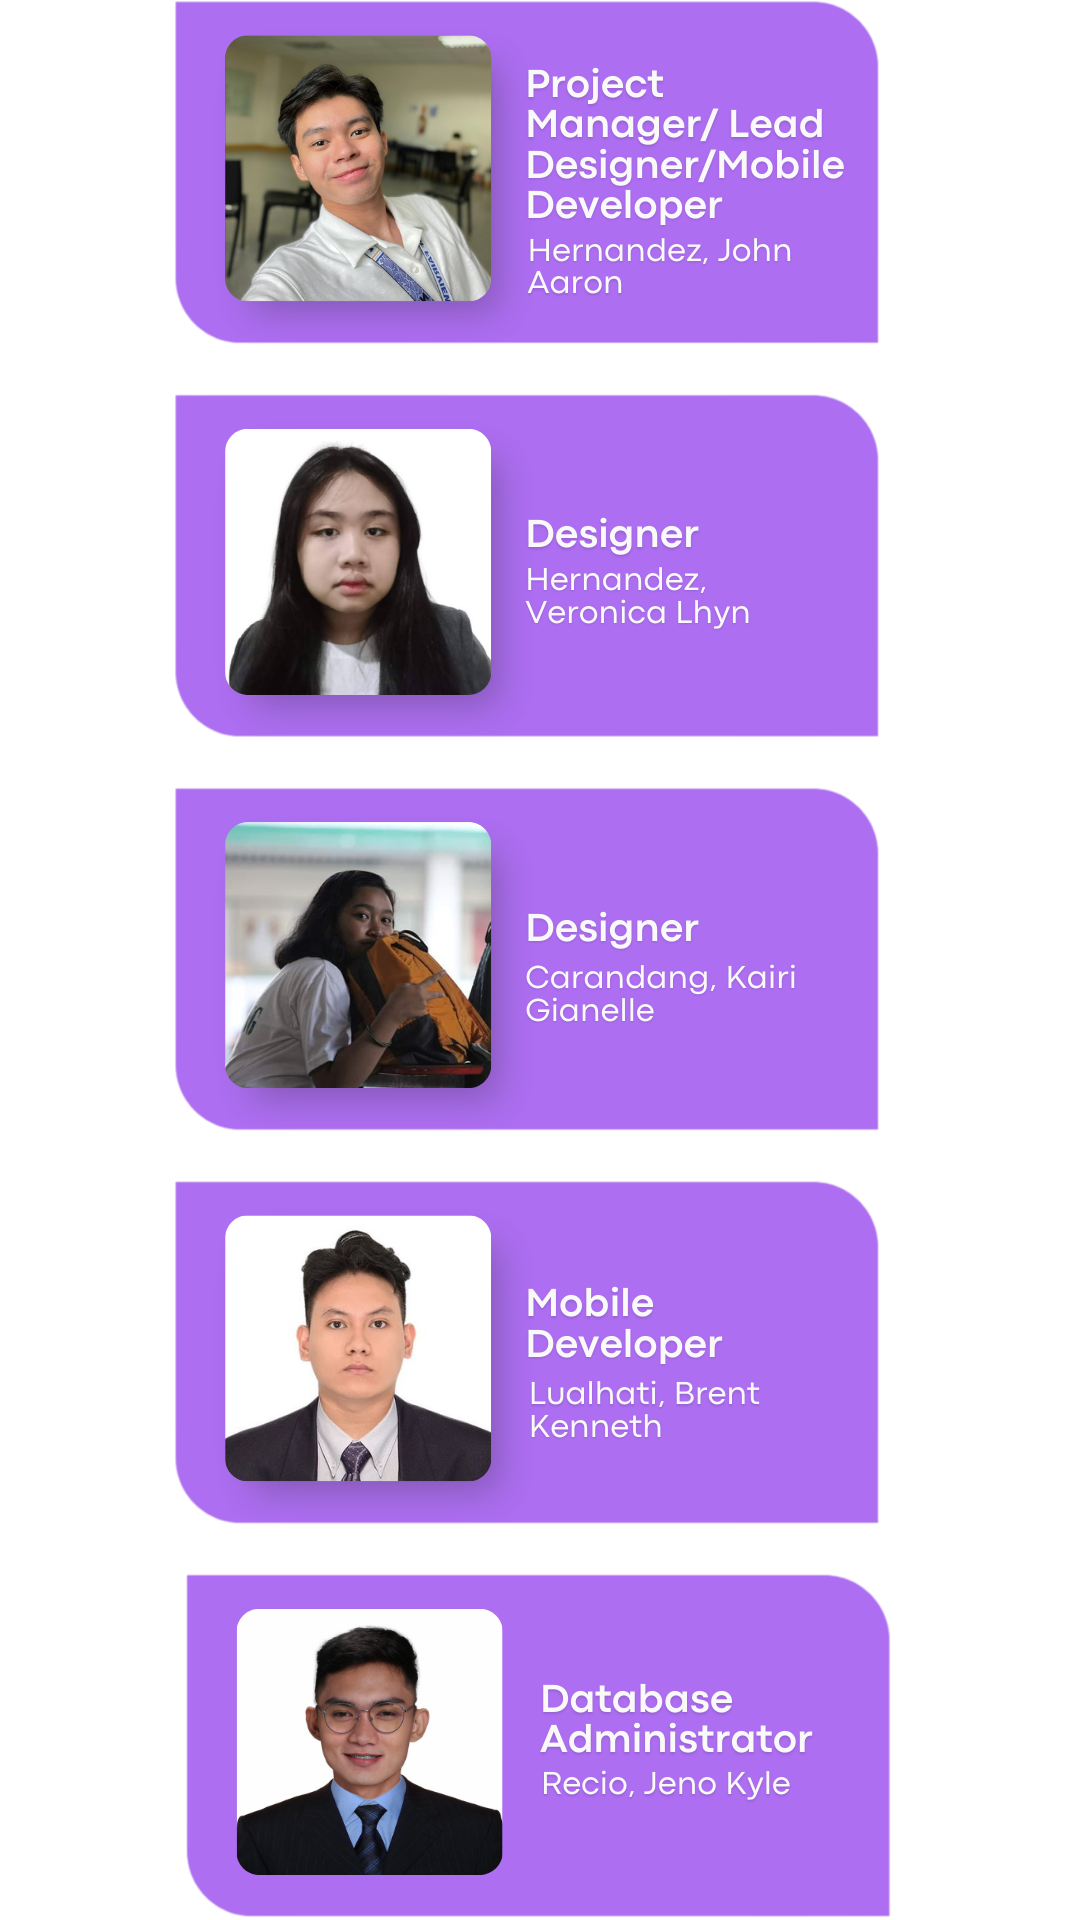 Project
Manager/ Lead
Designer/Mobile
Developer
Hernandez, John
Aaron
Designer
Hernandez,
Veronica Lhyn
Designer
Carandang, Kairi
Gianelle
Mobile
Developer
Lualhati, Brent
Kenneth
Database
Administrator
Recio, Jeno Kyle